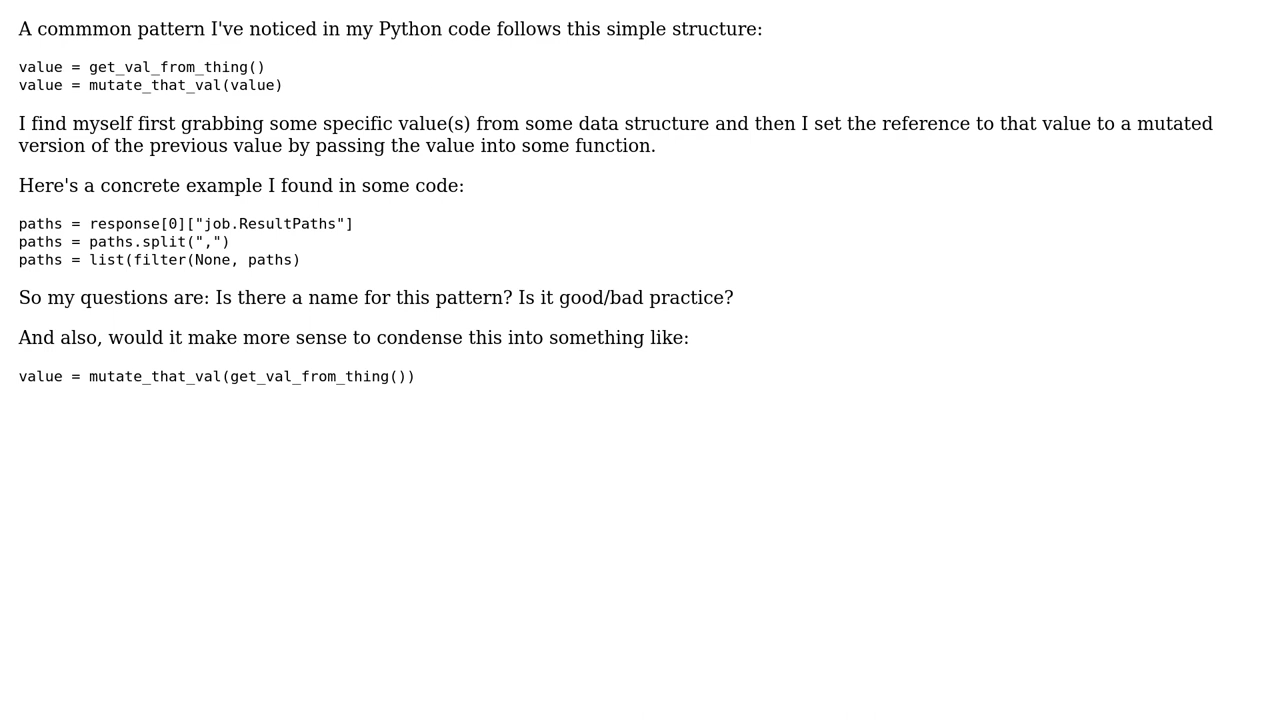 A commmon pattern I've noticed in my Python code follows this simple structure:
value = get_val_from_thing()
value = mutate_that_val(value)
I find myself first grabbing some specific value(s) from some data structure and then I set the reference to that value to a mutated
version of the previous value by passing the value into some function.
Here's a concrete example I found in some code:
paths = response[0]["job.ResultPaths"]
paths = paths.split(",")
paths = list(filter(None, paths)
So my questions are: Is there a name for this pattern? Is it good/bad practice?
And also, would it make more sense to condense this into something like:
value = mutate_that_val(get_val_from_thing())